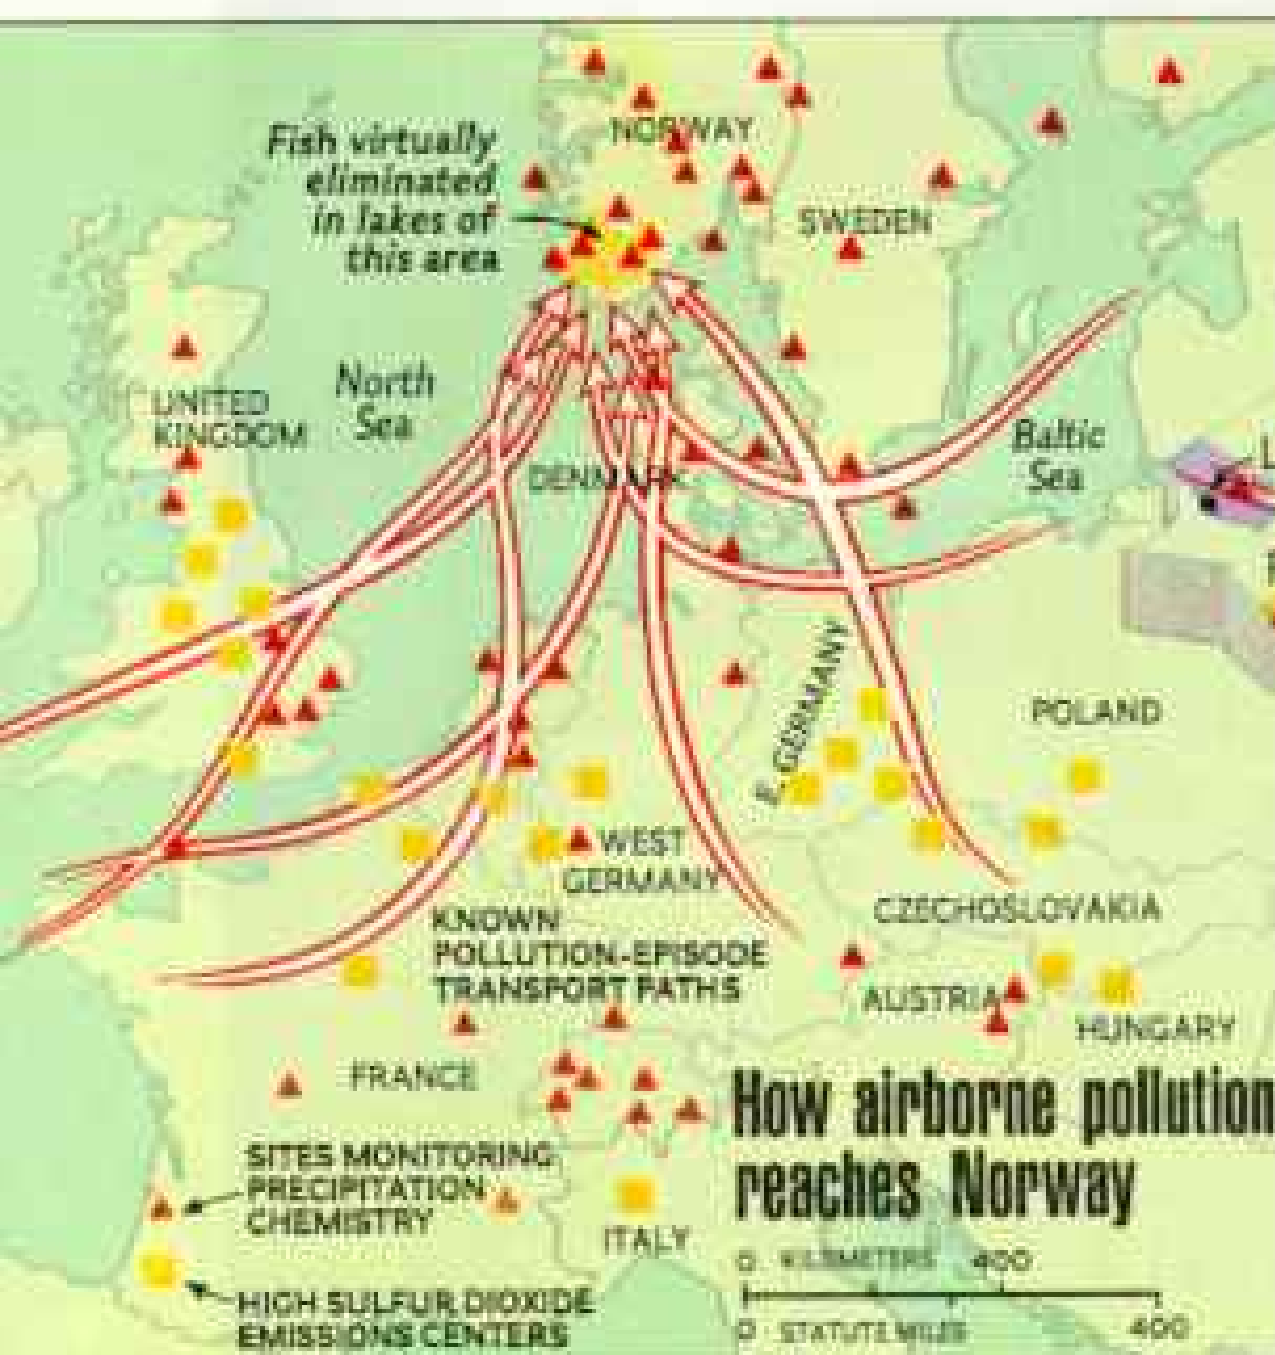 NORWAY
Fish virtually
eliminated
in lakes of
this area
SWEDEN
North
Sea
UNITED
KINGDOM
Baltic
Sea
DENMARK
E. GERMANY
POLAND
WEST
GERMANY
CZECHOSLOVAKIA
KNOWN
POLLUTION-EPISODE
TRANSPORT PATHS
AUSTRIA
HUNGARY
FRANCE
How airborne pollution
reaches Norway
SITES MONITORING
PRECIPITATION
CHEMISTRY
ITALY
0 KILOMETERS 400
0 STATUTE MILES 400
HIGH SULFUR DIOXIDE
EMISSIONS CENTERS